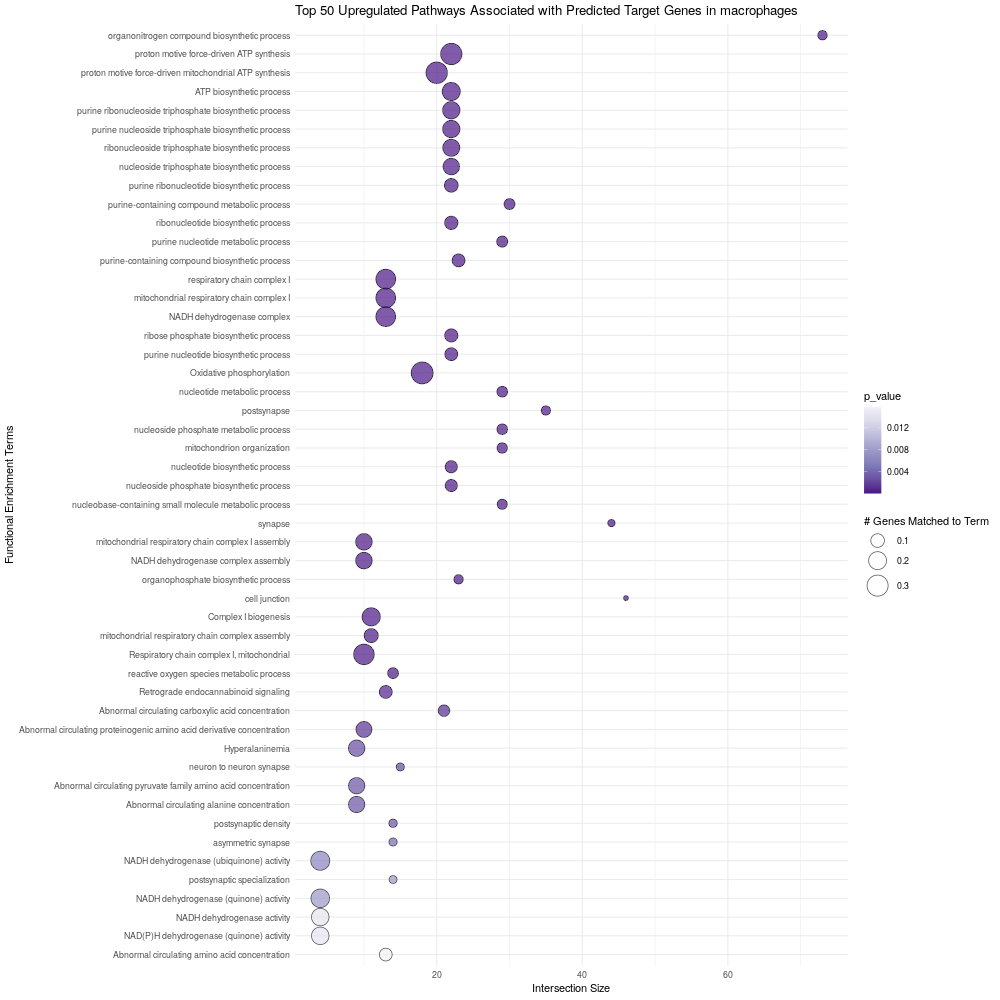 Top 50 Upregulated Pathways Associated with Predicted Target Genes in macrophages
organonitrogen compound biosynthetic process
proton motive force-driven ATP synthesis
proton motive force-driven mitochondrial ATP synthesis
ATP biosynthetic process
purine ribonucleoside triphosphate biosynthetic process
purine nucleoside triphosphate biosynthetic process
ribonucleoside triphosphate biosynthetic process
nucleoside triphosphate biosynthetic process
purine ribonucleotide biosynthetic process
purine-containing compound metabolic process
ribonucleotide biosynthetic process
purine nucleotide metabolic process
purine-containing compound biosynthetic process
respiratory chain complex I
mitochondrial respiratory chain complex I
NADH dehydrogenase complex
ribose phosphate biosynthetic process
purine nucleotide biosynthetic process
Oxidative phosphorylation
nucleotide metabolic process
postsynapse
nucleoside phosphate metabolic process
mitochondrion organization
nucleotide biosynthetic process
nucleoside phosphate biosynthetic process
nucleobase-containing small molecule metabolic process
synapse
mitochondrial respiratory chain complex I assembly
NADH dehydrogenase complex assembly
organophosphate biosynthetic process
cell junction
Complex I biogenesis
mitochondrial respiratory chain complex assembly
Respiratory chain complex I, mitochondrial
reactive oxygen species metabolic process
Retrograde endocannabinoid signaling
Abnormal circulating carboxylic acid concentration
Abnormal circulating proteinogenic amino acid derivative concentration
Hyperalaninemia
neuron to neuron synapse
Abnormal circulating pyruvate family amino acid concentration
Abnormal circulating alanine concentration
postsynaptic density
asymmetric synapse
NADH dehydrogenase (ubiquinone) activity
postsynaptic specialization
NADH dehydrogenase (quinone) activity
NADH dehydrogenase activity
NAD(P)H dehydrogenase (quinone) activity
Abnormal circulating amino acid concentration
Functional Enrichment Terms
20
40
60
Intersection Size
p_value
0.012
0.008
0.004
# Genes Matched to Term
0.1
0.2
0.3